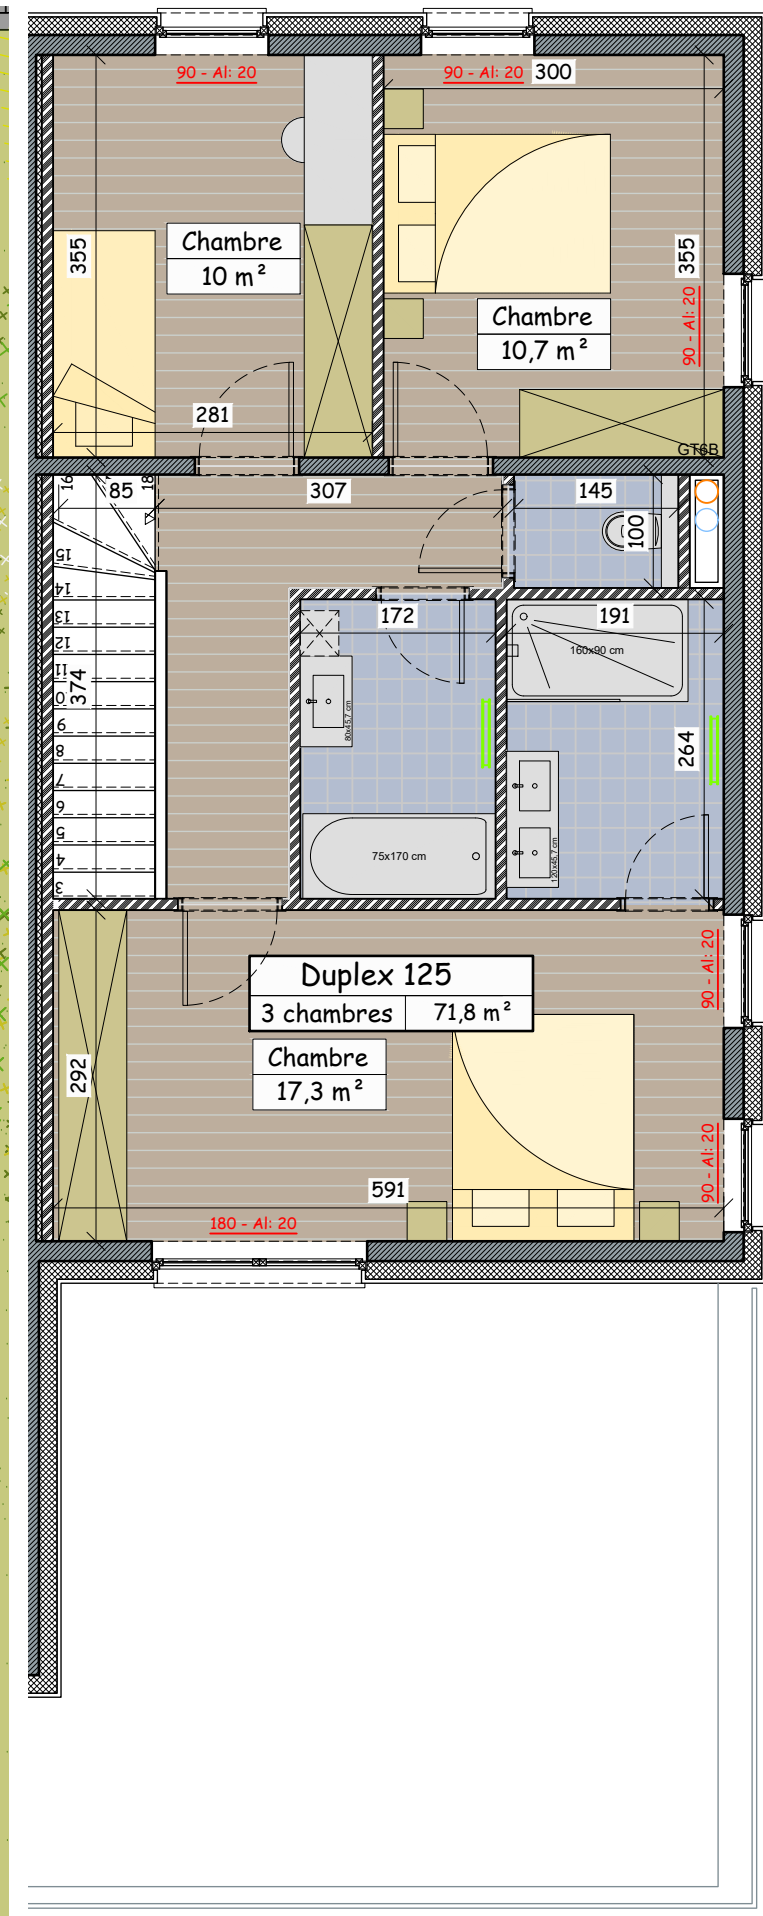 90 - Al: 20
90 - Al: 20
300
355
Chambre
10 m²
355
90 - Al: 20
Chambre
10,7 m²
281
GT6B
16
85
18
307
145
100
15
14
13
12
11
374
9
8
7
6
5
4
3
172
191
160x90 cm
80x45,7 cm
264
75x170 cm
120x45,7 cm
90 - Al: 20
Duplex 125
3 chambres
71,8 m²
Chambre
17,3 m²
292
90 - Al: 20
591
180 - Al: 20